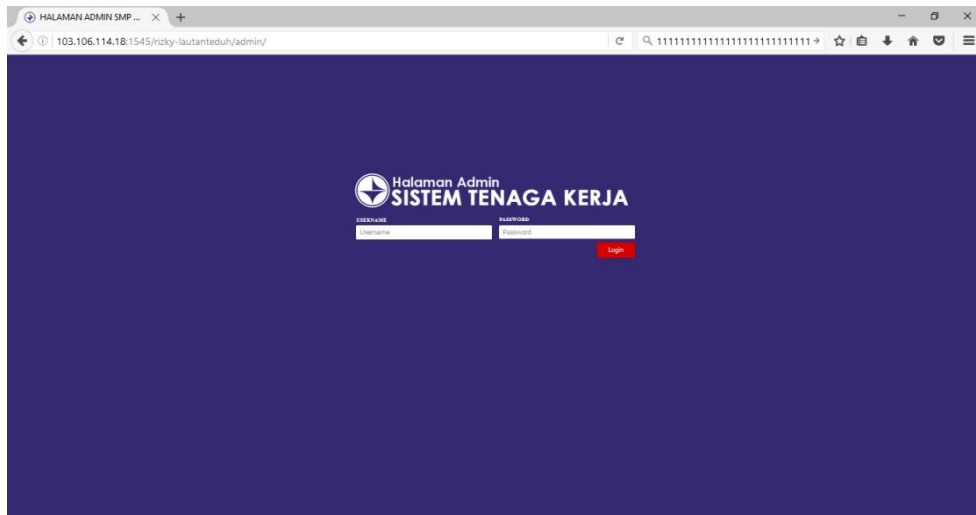 HALAMAN ADMIN SMP ...
103.106.114.18:1545/rizky-lautanteduh/admin/
Halaman Admin
SISTEM TENAGA KERJA
USERNAME PASSWORD
Username Password
Login